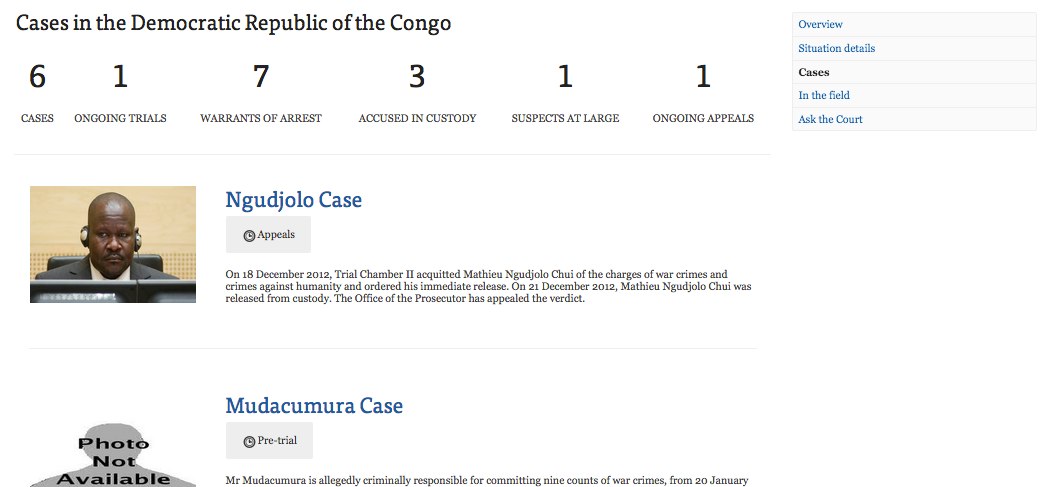 Cases in the Democratic Republic of the Congo
6 1 7 3 1 1
CASES ONGOING TRIALS WARRANTS OF ARREST ACCUSED IN CUSTODY SUSPECTS AT LARGE ONGOING APPEALS
Overview
Situation details
Cases
In the field
Ask the Court
Ngudjolo Case
Appeals
On 18 December 2012, Trial Chamber II acquitted Mathieu Ngudjolo Chui of the charges of war crimes and
crimes against humanity and ordered his immediate release. On 21 December 2012, Mathieu Ngudjolo Chui was
released from custody. The Office of the Prosecutor has appealed the verdict.
Mudacumura Case
Pre-trial
Photo
Not
Available
Mr Mudacumura is allegedly criminally responsible for committing nine counts of war crimes, from 20 January